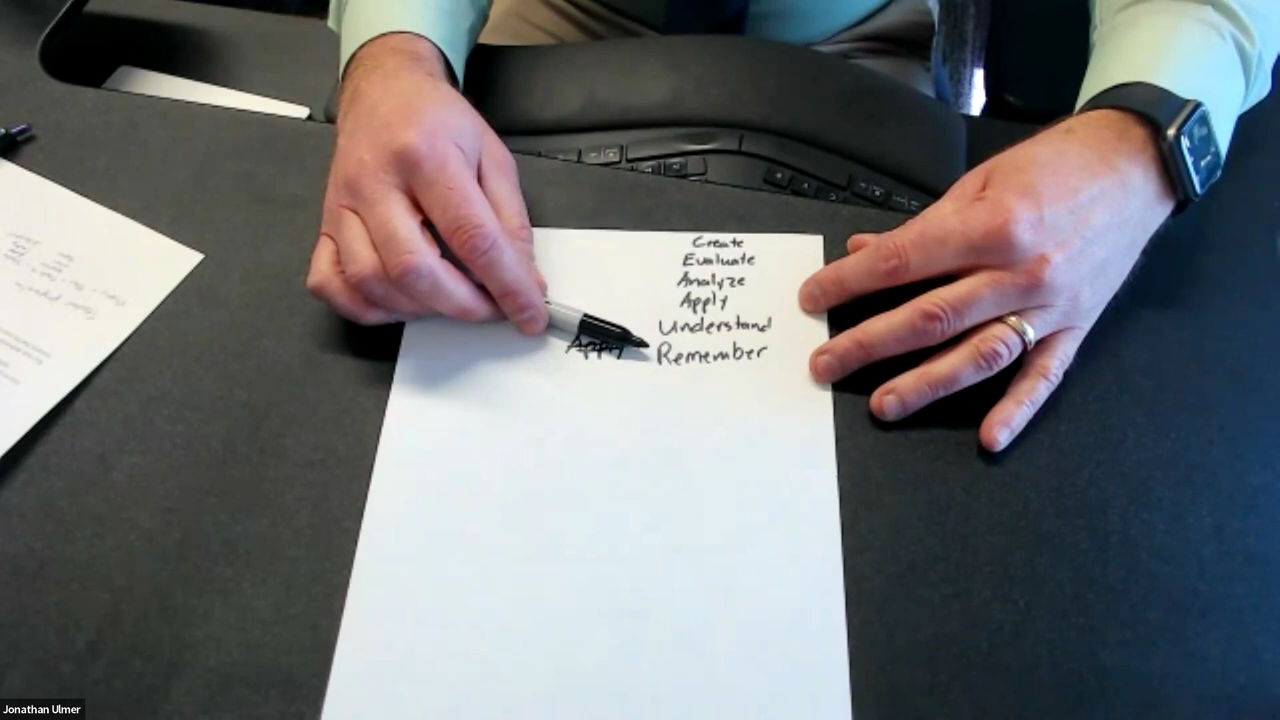 Create
Evaluate
Analyze
Apply
Understand
Apply Remember
Jonathan Ulmer